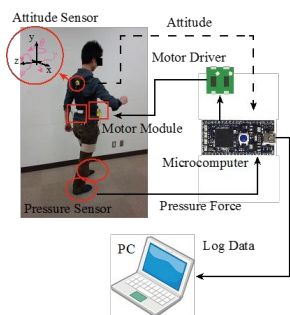 Attitude Sensor
Attitude
y
z
x
Motor Driver
Motor Module
Microcomputer
Pressure Sensor
Pressure Force
PC
Log Data